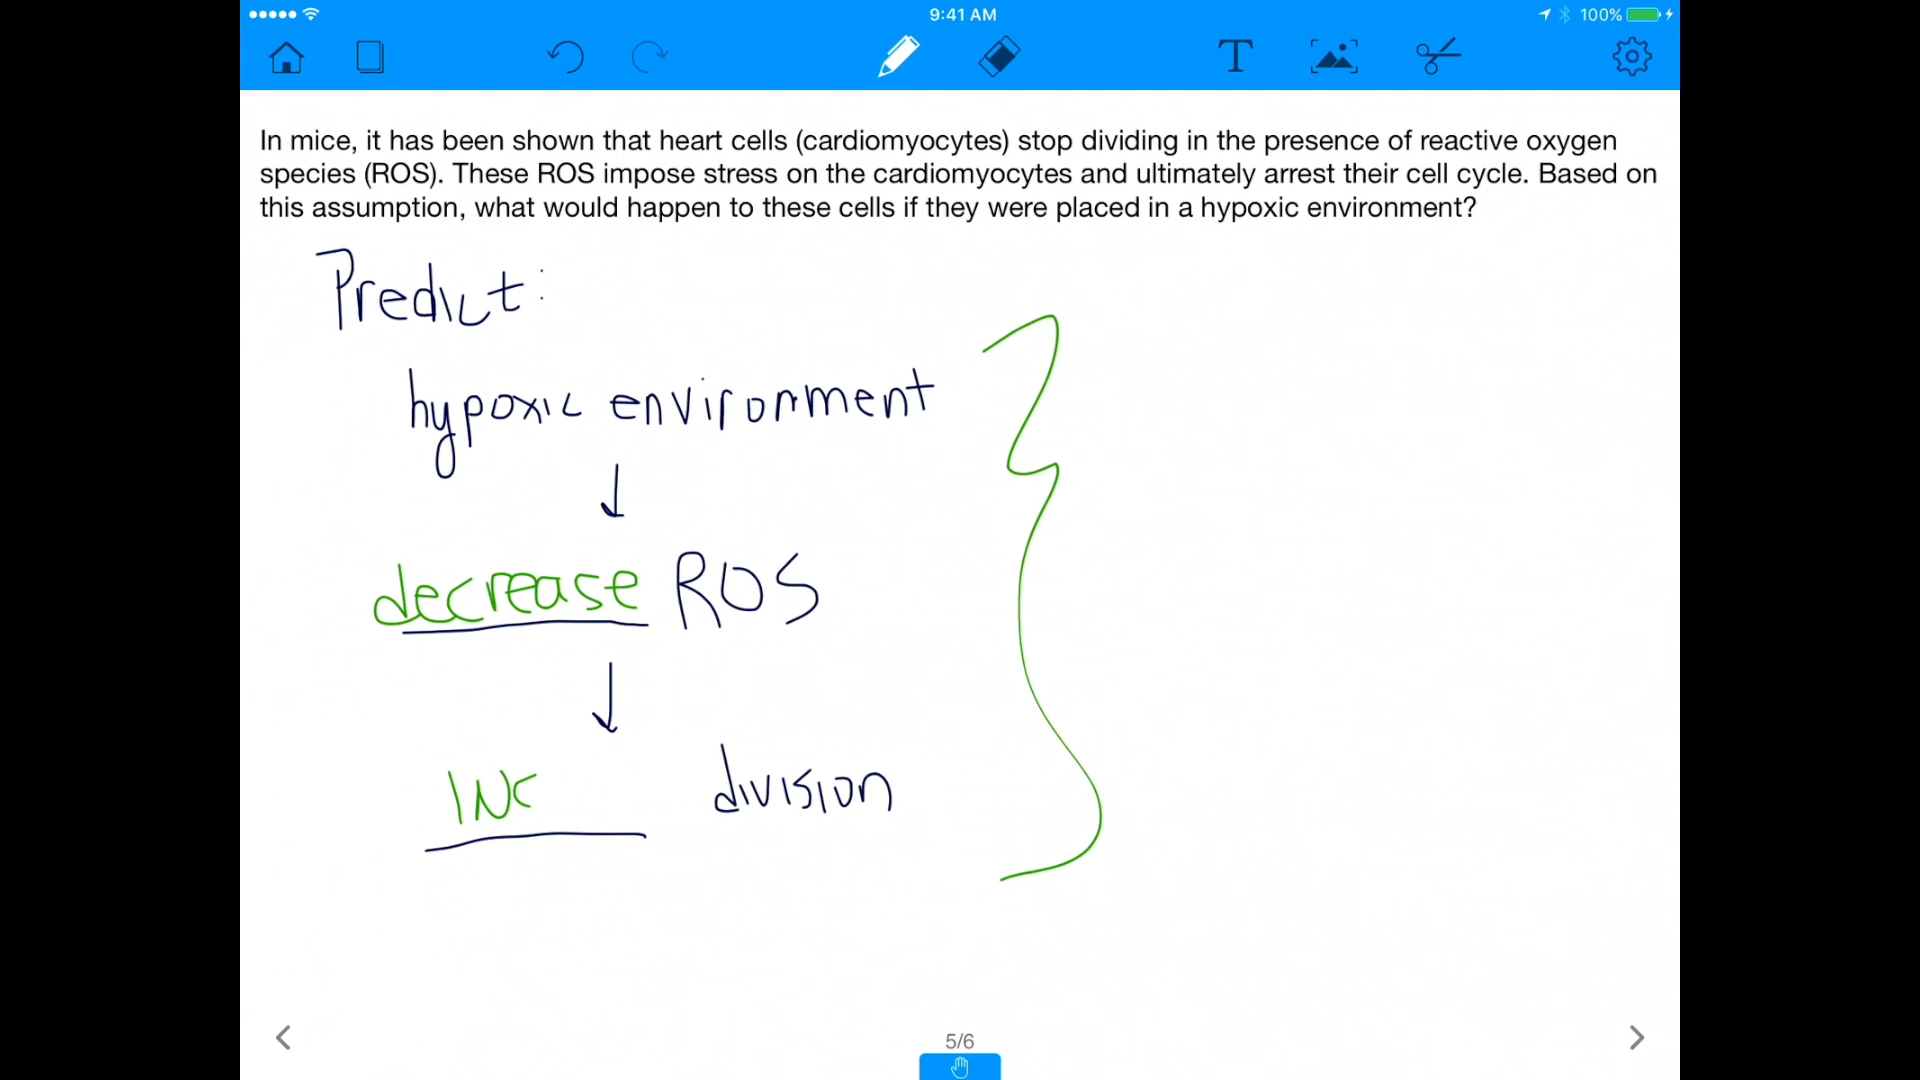 9:41 AM
100%
T
In mice, it has been shown that heart cells (cardiomyocytes) stop dividing in the presence of reactive oxygen
species (ROS). These ROS impose stress on the cardiomyocytes and ultimately arrest their cell cycle. Based on
this assumption, what would happen to these cells if they were placed in a hypoxic environment?
Predict:
hypoxic environment
decrease ROS
INC division
5/6